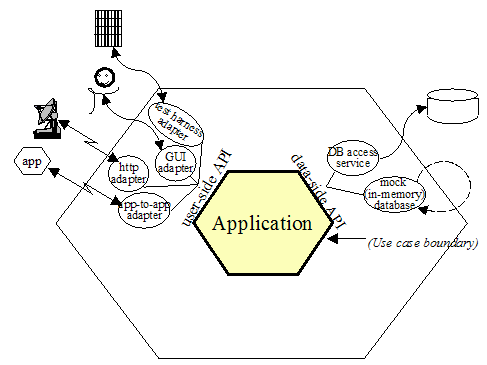 test harness
adapter
app
http
adapter
GUI
adapter
app-to-app
adapter
user-side API
Application
data-side API
DB access
service
mock
in-memory
database
(Use case boundary)